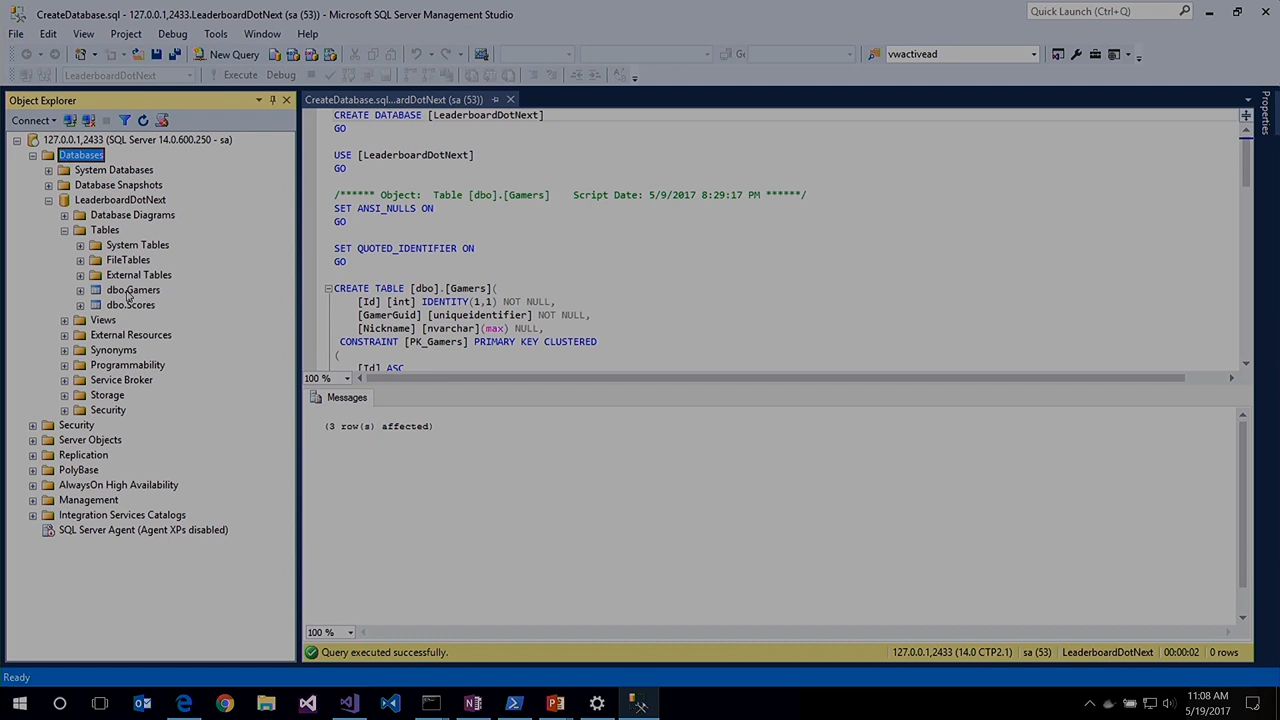 CreateDatabase.sql - 127.0.0.1,2433.LeaderboardDotNext (sa (53)) - Microsoft SQL Server Management Studio
Quick Launch (Ctrl+Q)
File Edit View Project Debug Tools Window Help
New Query
vwactivead
LeaderboardDotNext
Execute Debug
Object Explorer
Connect
127.0.0.1,2433 (SQL Server 14.0.600.250 - sa)
Databases
System Databases
Database Snapshots
LeaderboardDotNext
Database Diagrams
Tables
System Tables
FileTables
External Tables
dbo.Gamers
dbo.Scores
Views
External Resources
Synonyms
Programmability
Service Broker
Storage
Security
Security
Server Objects
Replication
PolyBase
AlwaysOn High Availability
Management
Integration Services Catalogs
SQL Server Agent (Agent XPs disabled)
CreateDatabase.sql...ardDotNext (sa (53))
CREATE DATABASE [LeaderboardDotNext]
GO
USE [LeaderboardDotNext]
GO
/****** Object: Table [dbo].[Gamers] Script Date: 5/9/2017 8:29:17 PM ******/
SET ANSI_NULLS ON
GO
SET QUOTED_IDENTIFIER ON
GO
CREATE TABLE [dbo].[Gamers](
[Id] [int] IDENTITY(1,1) NOT NULL,
[GamerGuid] [uniqueidentifier] NOT NULL,
[Nickname] [nvarchar](max) NULL,
CONSTRAINT [PK_Gamers] PRIMARY KEY CLUSTERED
(
[Id] ASC
100 %
Messages
(3 row(s) affected)
100 %
Query executed successfully.
127.0.0.1,2433 (14.0 CTP2.1) sa (53) LeaderboardDotNext 00:00:02 0 rows
Properties
Ready
11:08 AM
5/19/2017